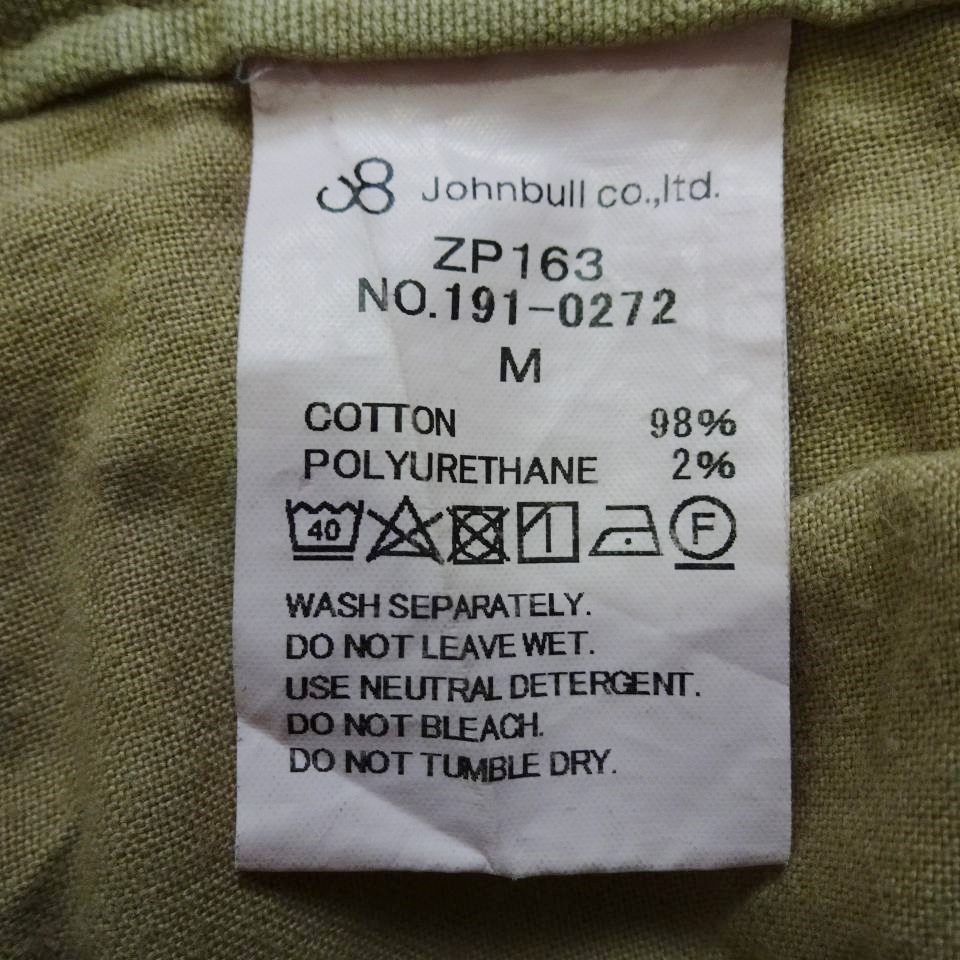 Johnbull co.,ltd.
ZP163
NO.191-0272
M
COTTON 98%
POLYURETHANE 2%
40 F
WASH SEPARATELY.
DO NOT LEAVE WET.
USE NEUTRAL DETERGENT.
DO NOT BLEACH.
DO NOT TUMBLE DRY.